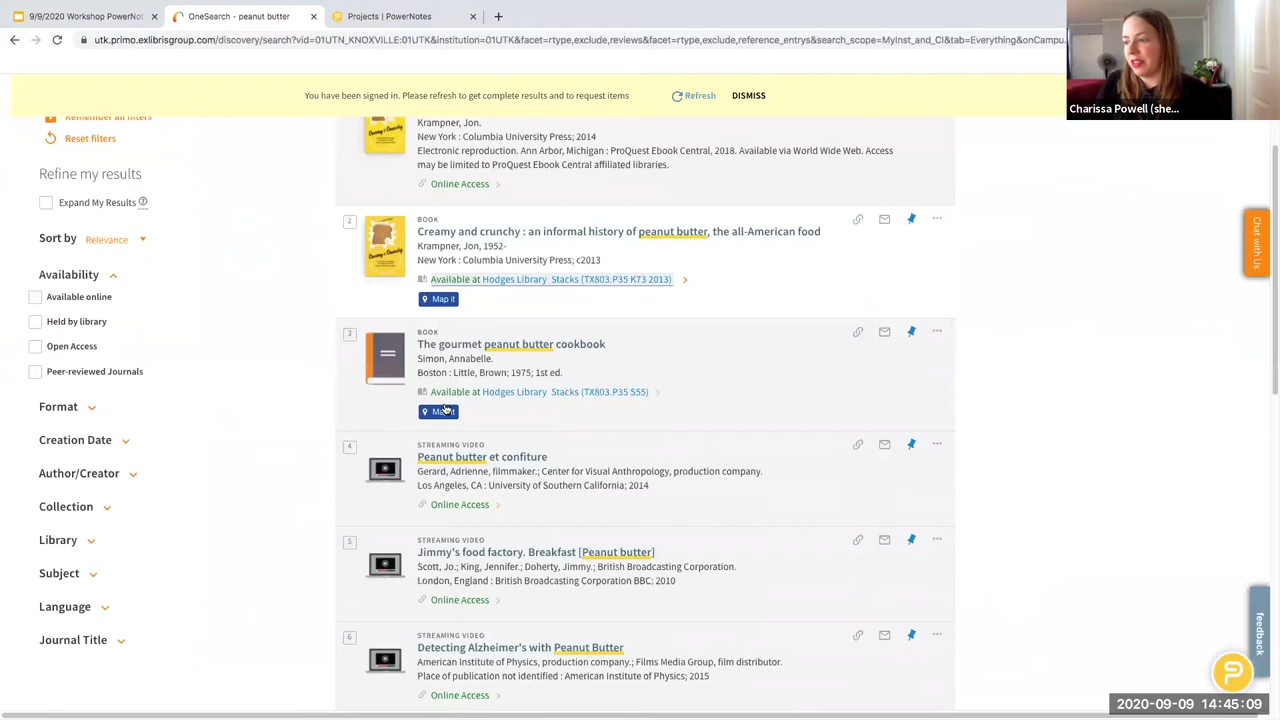 9/9/2020 Workshop PowerNot
OneSearch - peanut butter
Projects | PowerNotes
utk.primo.exlibrisgroup.com/discovery/search?vid=01UTN_KNOXVILLE:01UTK&institution=01UTK&facet=rtype,exclude,reviews&facet=rtype,exclude,reference_entrys&search_scope=MyInst_and_CI&tab=Everything&onCampu
Charissa Powell (she...
You have been signed in. Please refresh to get complete results and to request items
Refresh
DISMISS
Remember all filters
Reset filters
Refine my results
Expand My Results
Sort by Relevance
Availability
Available online
Held by library
Open Access
Peer-reviewed Journals
Format
Creation Date
Author/Creator
Collection
Library
Subject
Language
Journal Title
Krampner, Jon.
New York : Columbia University Press; 2014
Electronic reproduction. Ann Arbor, Michigan : ProQuest Ebook Central, 2018. Available via World Wide Web. Access
may be limited to ProQuest Ebook Central affiliated libraries.
Online Access
2
BOOK
Creamy and crunchy : an informal history of peanut butter, the all-American food
Krampner, Jon, 1952-
New York : Columbia University Press; c2013
Available at Hodges Library Stacks (TX803.P35 K73 2013)
Map it
3
BOOK
The gourmet peanut butter cookbook
Simon, Annabelle.
Boston : Little, Brown; 1975; 1st ed.
Available at Hodges Library Stacks (TX803.P35 S55)
Map it
4
STREAMING VIDEO
Peanut butter et confiture
Gerard, Adrienne, filmmaker.; Center for Visual Anthropology, production company.
Los Angeles, CA : University of Southern California; 2014
Online Access
5
STREAMING VIDEO
Jimmy's food factory. Breakfast [Peanut butter]
Scott, Jo.; King, Jennifer.; Doherty, Jimmy.; British Broadcasting Corporation.
London, England : British Broadcasting Corporation BBC; 2010
Online Access
6
STREAMING VIDEO
Detecting Alzheimer's with Peanut Butter
American Institute of Physics, production company.; Films Media Group, film distributor.
Place of publication not identified : American Institute of Physics; 2015
Online Access
Chat with Us
feedback
2020-09-09 14:45:09